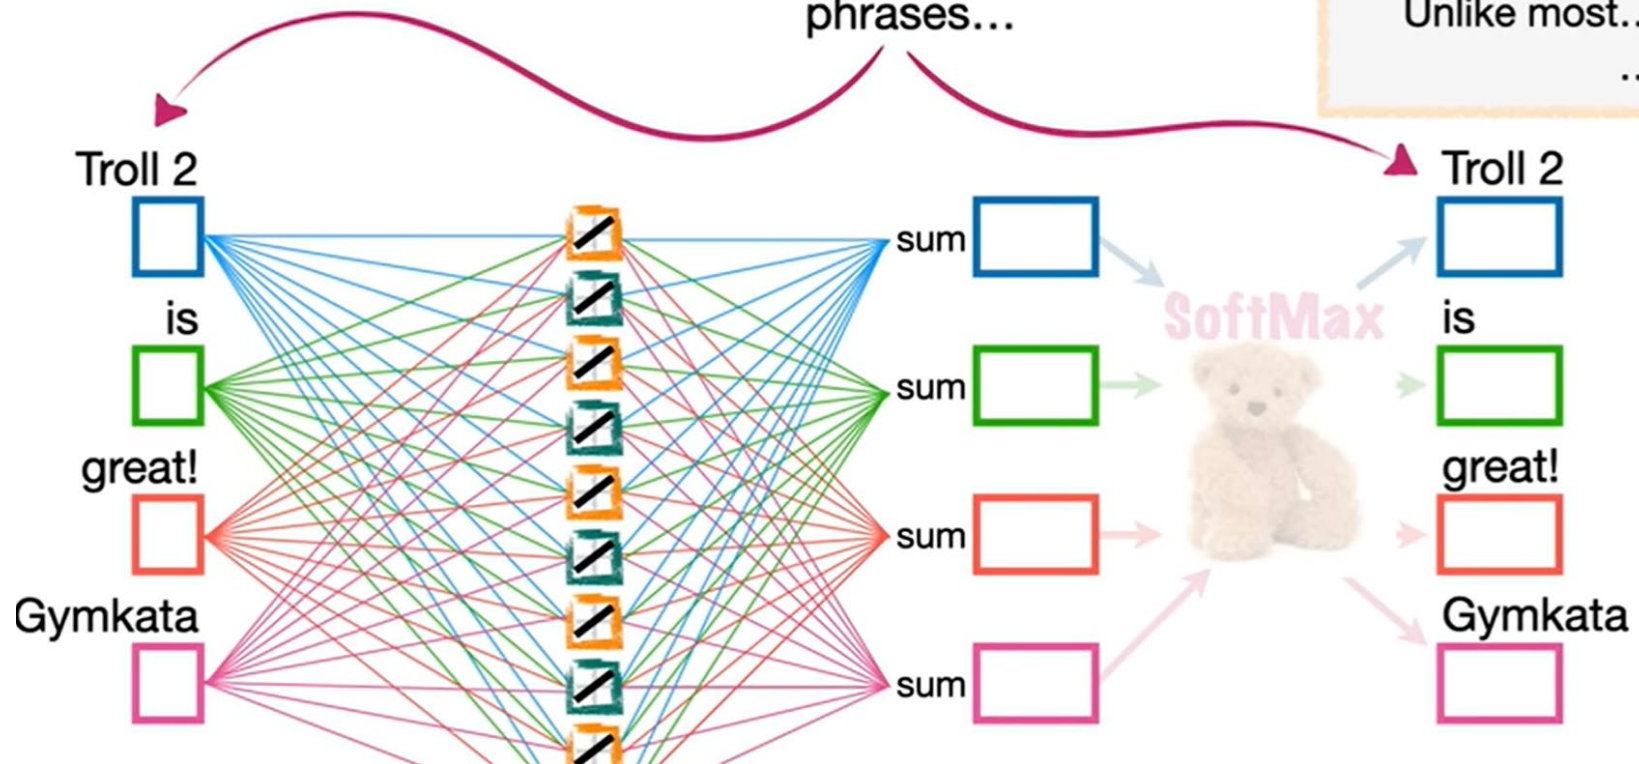 phrases…
Unlike most…
…
Troll 2
Troll 2
sum
SoftMax
is
is
sum
great!
great!
sum
Gymkata
Gymkata
sum